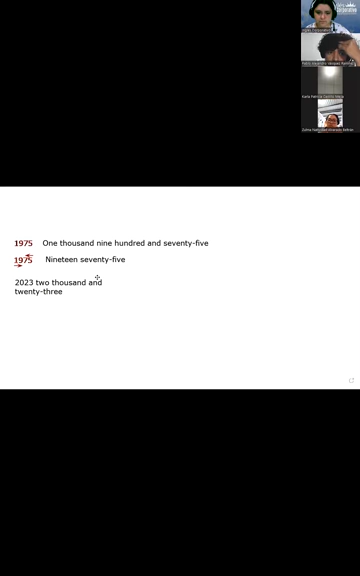 1975 One thousand nine hundred and seventy-five
1975 Nineteen seventy-five
2023 two thousand and
twenty-three